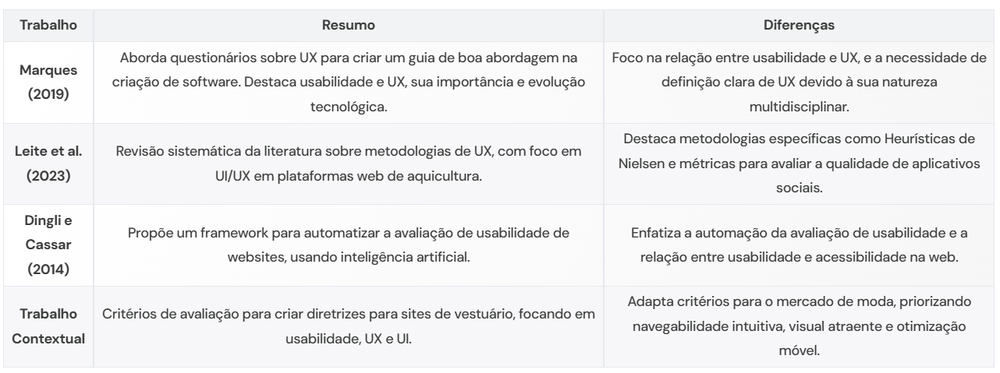 Trabalho Resumo Diferenças
Marques
(2019)
Aborda questionários sobre UX para criar um guia de boa abordagem na
criação de software. Destaca usabilidade e UX, sua importância e evolução
tecnológica.
Foco na relação entre usabilidade e UX, e a necessidade de
definição clara de UX devido à sua natureza
multidisciplinar.
Leite et al.
(2023)
Revisão sistemática da literatura sobre metodologias de UX, com foco em
UI/UX em plataformas web de aquicultura.
Destaca metodologias específicas como Heurísticas de
Nielsen e métricas para avaliar a qualidade de aplicativos
sociais.
Dingli e
Cassar
(2014)
Propõe um framework para automatizar a avaliação de usabilidade de
websites, usando inteligência artificial.
Enfatiza a automação da avaliação de usabilidade e a
relação entre usabilidade e acessibilidade na web.
Trabalho
Contextual
Critérios de avaliação para criar diretrizes para sites de vestuário, focando em
usabilidade, UX e UI.
Adapta critérios para o mercado de moda, priorizando
navegabilidade intuitiva, visual atraente e otimização
móvel.